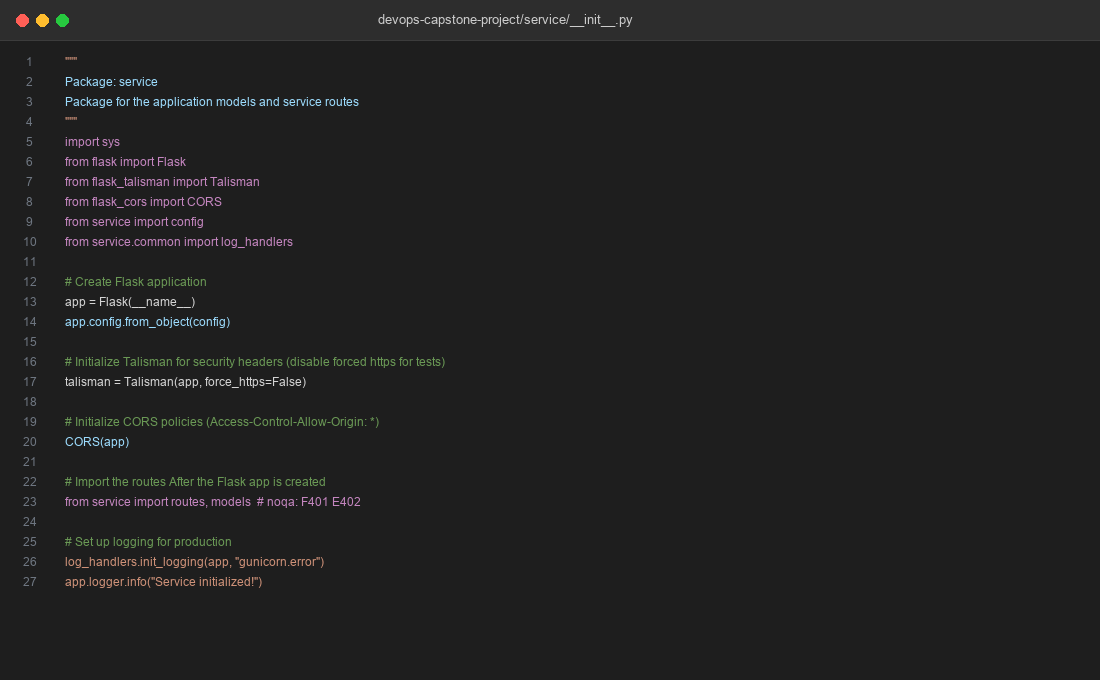 devops-capstone-project/service/__init__.py
1 """
2 Package: service
3 Package for the application models and service routes
4 """
5 import sys
6 from flask import Flask
7 from flask_talisman import Talisman
8 from flask_cors import CORS
9 from service import config
10 from service.common import log_handlers
11
12 # Create Flask application
13 app = Flask(__name__)
14 app.config.from_object(config)
15
16 # Initialize Talisman for security headers (disable forced https for tests)
17 talisman = Talisman(app, force_https=False)
18
19 # Initialize CORS policies (Access-Control-Allow-Origin: *)
20 CORS(app)
21
22 # Import the routes After the Flask app is created
23 from service import routes, models  # noqa: F401 E402
24
25 # Set up logging for production
26 log_handlers.init_logging(app, "gunicorn.error")
27 app.logger.info("Service initialized!")